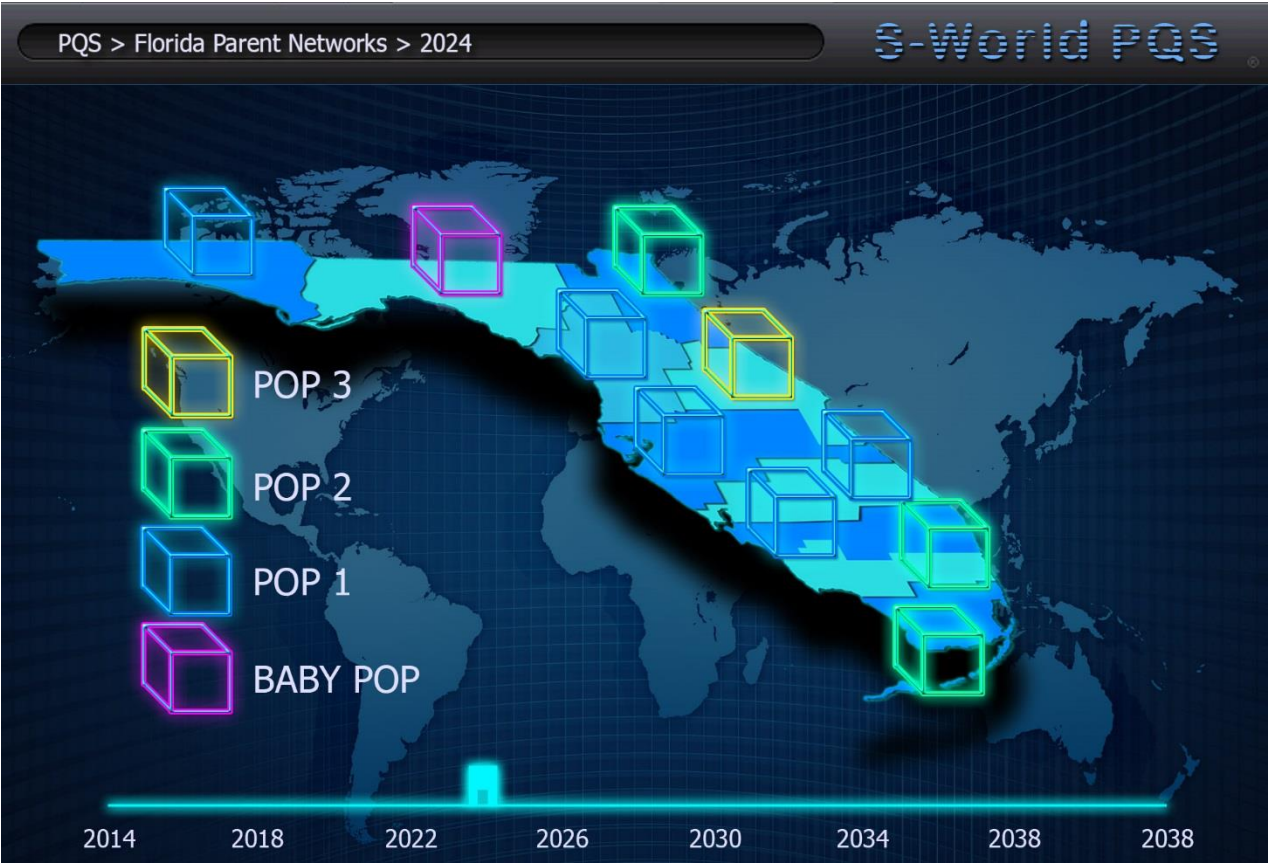 PQS > Florida Parent Networks > 2024
S-World PQS
®
POP 3
POP 2
POP 1
BABY POP
2014 2018 2022 2026 2030 2034 2038 2038